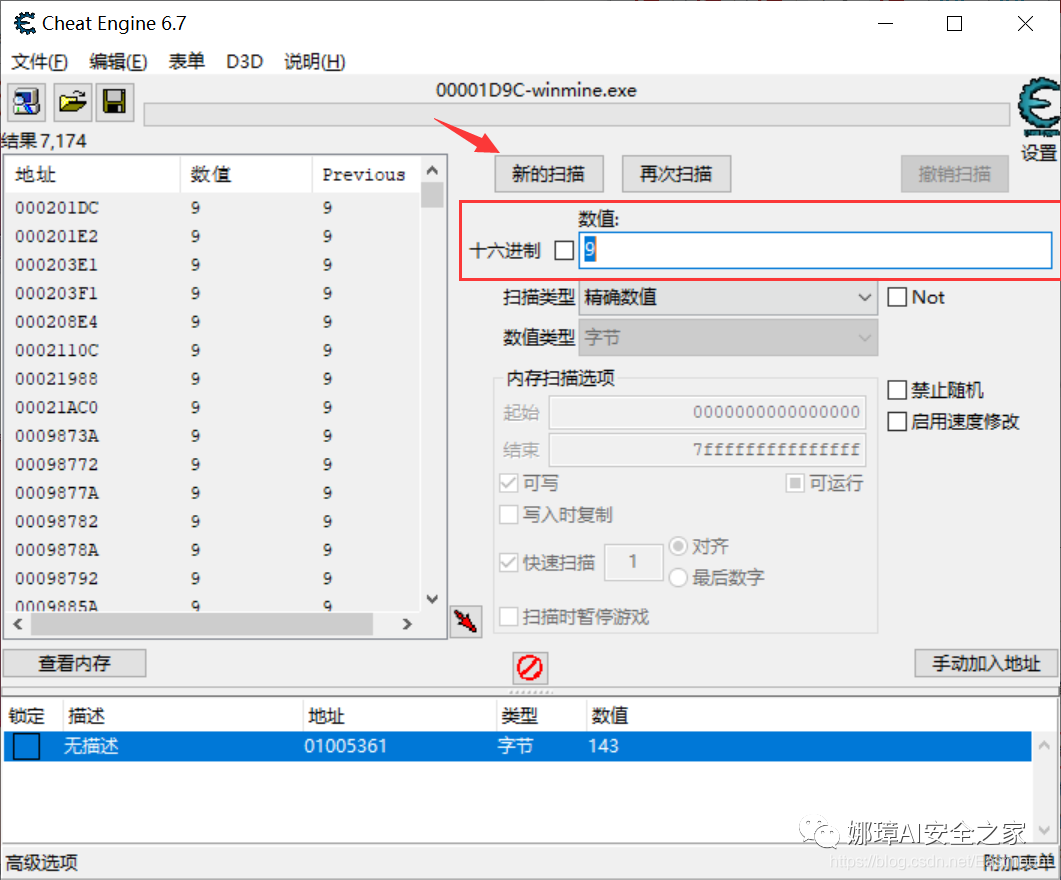 Cheat Engine 6.7
文件(F) 编辑(E) 表单 D3D 说明(H)
00001D9C-winmine.exe
设置
结果7,174
地址 数值 Previous
000201DC 9 9
000201E2 9 9
000203E1 9 9
000203F1 9 9
000208E4 9 9
0002110C 9 9
00021988 9 9
00021AC0 9 9
0009873A 9 9
00098772 9 9
0009877A 9 9
00098782 9 9
0009878A 9 9
00098792 9 9
0009885A 9 9
新的扫描 再次扫描 撤销扫描
数值:
十六进制 9
扫描类型 精确数值 Not
数值类型 字节
内存扫描选项
起始 0000000000000000
结束 7fffffffffffffff
可写 可运行
写入时复制
快速扫描 1 对齐
最后数字
扫描时暂停游戏
禁止随机
启用速度修改
查看内存 手动加入地址
锁定 描述 地址 类型 数值
无描述 01005361 字节 143
娜璋AI安全之家
高级选项 附加表单